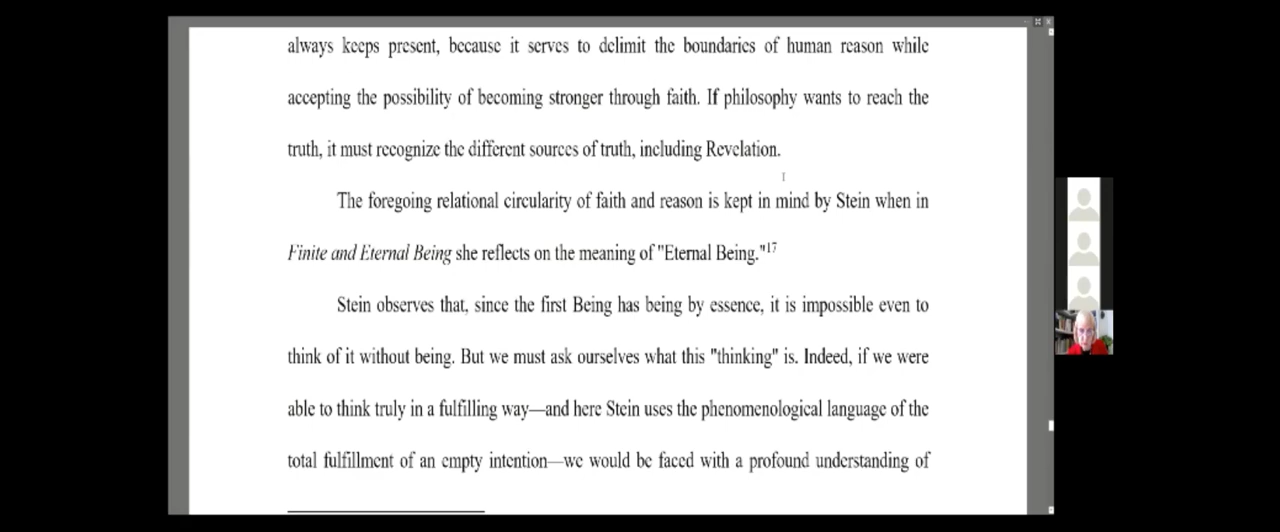 always keeps present, because it serves to delimit the boundaries of human reason while
accepting the possibility of becoming stronger through faith. If philosophy wants to reach the
truth, it must recognize the different sources of truth, including Revelation.
The foregoing relational circularity of faith and reason is kept in mind by Stein when in
Finite and Eternal Being she reflects on the meaning of "Eternal Being."17
Stein observes that, since the first Being has being by essence, it is impossible even to
think of it without being. But we must ask ourselves what this "thinking" is. Indeed, if we were
able to think truly in a fulfilling way—and here Stein uses the phenomenological language of the
total fulfillment of an empty intention—we would be faced with a profound understanding of